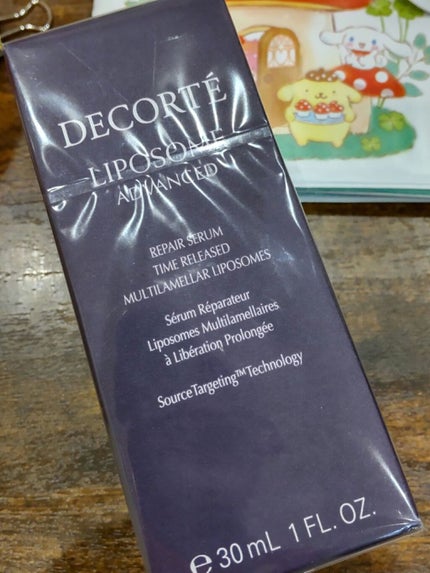 DECORTÉ
LIPOSOME
ADVANCED
REPAIR SERUM
TIME RELEASED
MULTILAMELLAR LIPOSOMES
Sérum Réparateur
Liposomes Multilamellaires
à Libération Prolongée
Source Targeting™ Technology
℮ 30 mL 1 FL. OZ.